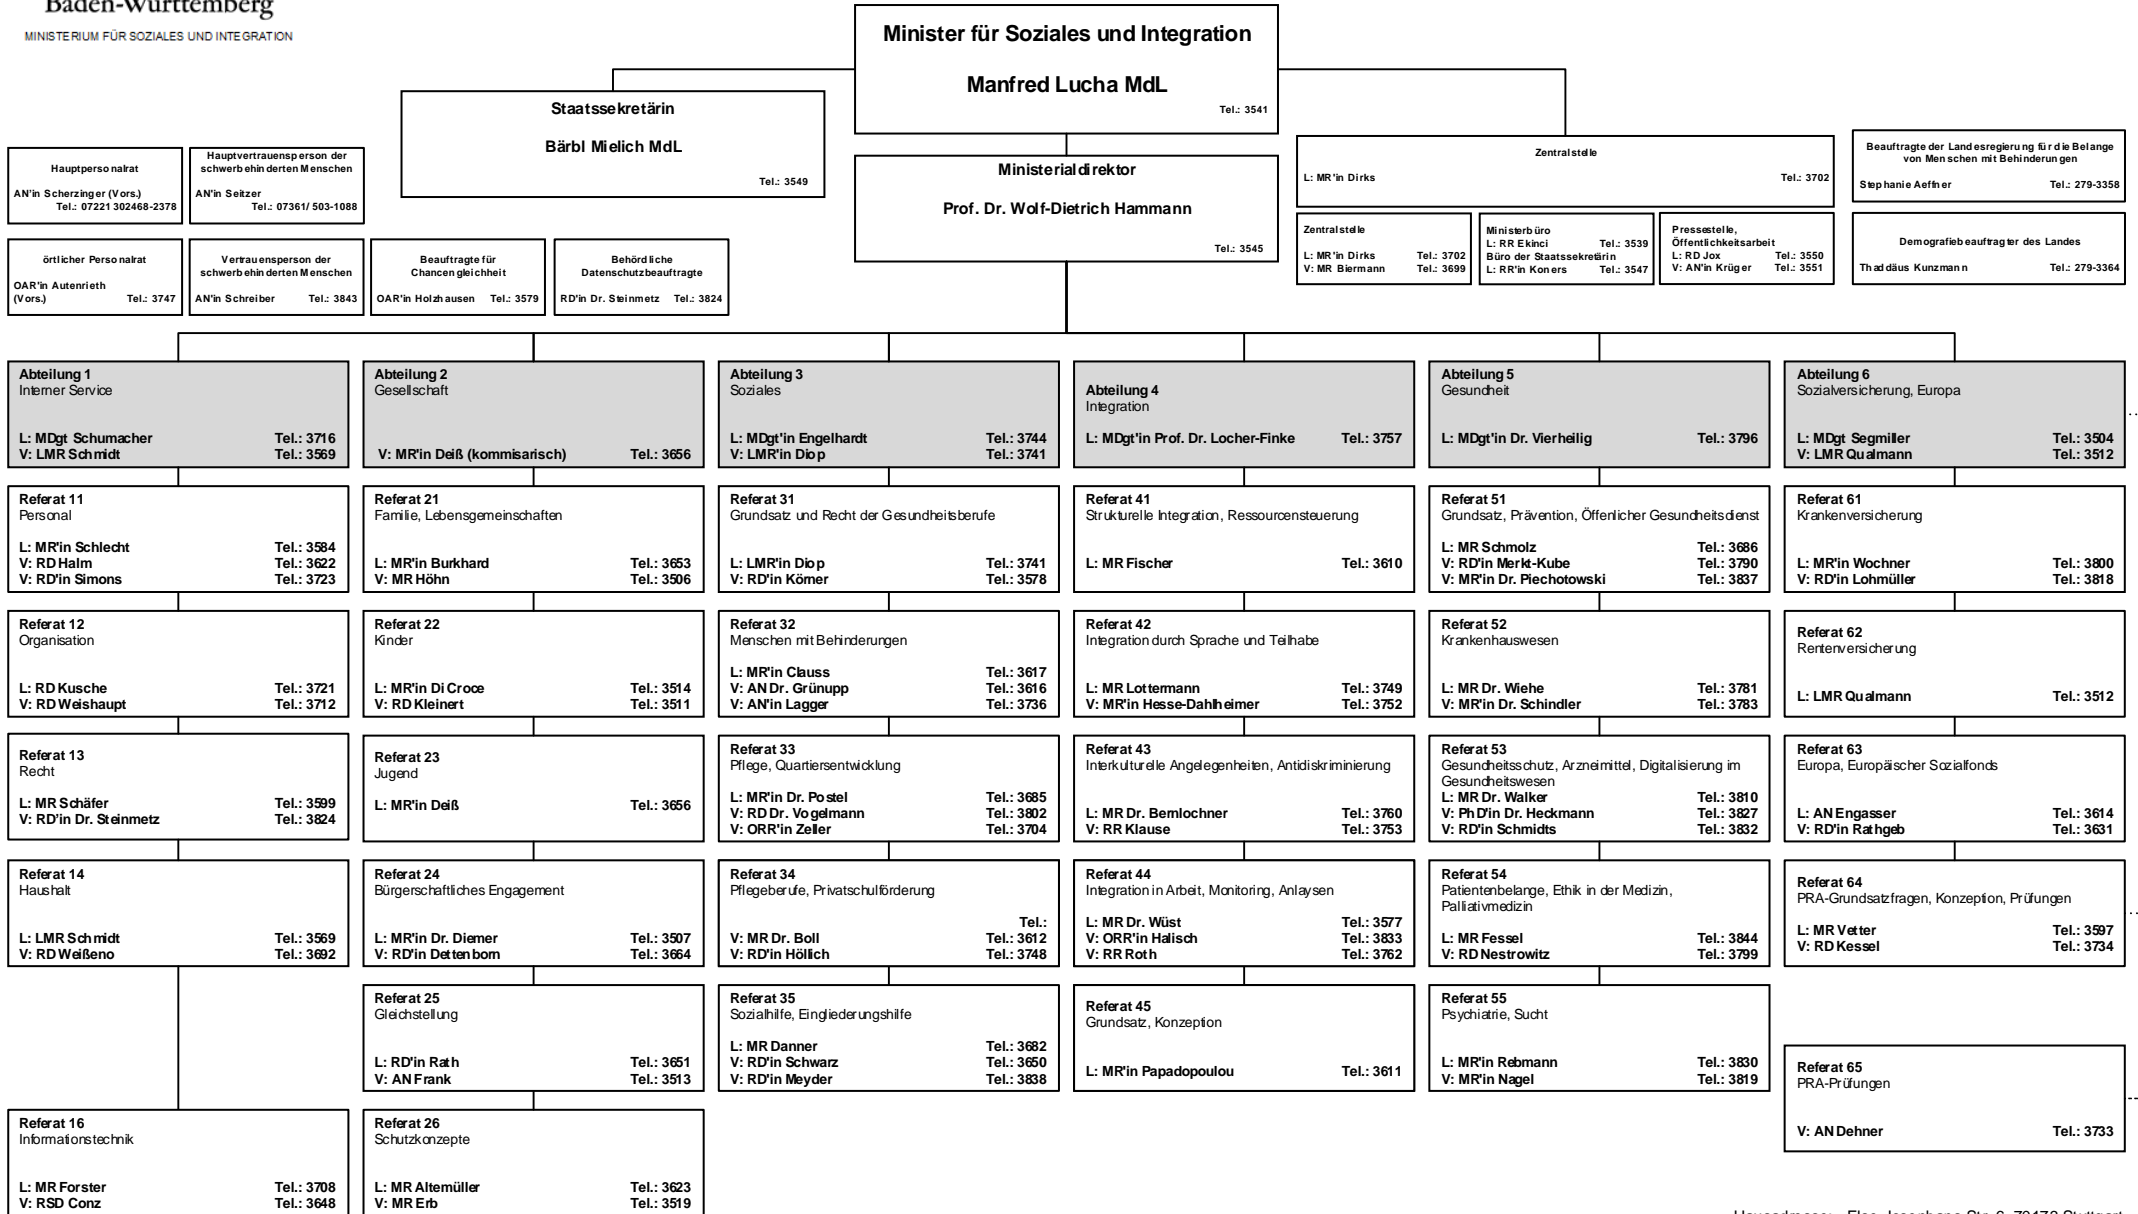 Baden-Württemberg
MINISTERIUM FÜR SOZIALES UND INTEGRATION
Minister für Soziales und Integration
Manfred Lucha MdL
Tel.: 3541
Staatssekretärin
Bärbl Mielich MdL
Tel.: 3549
Ministerialdirektor
Prof. Dr. Wolf-Dietrich Hammann
Tel.: 3545
Hauptpersonalrat
AN'in Scherzinger (Vors.)
Tel.: 07221 302468-2378
Hauptvertrauensperson der
schwerbehinderten Menschen
AN'in Seitzer
Tel.: 07361/ 503-1088
örtlicher Personalrat
OAR'in Autenrieth
(Vors.) Tel.: 3747
Vertrauensperson der
schwerbehinderten Menschen
AN'in Schreiber Tel.: 3843
Beauftragte für
Chancengleichheit
OAR'in Holzhausen Tel.: 3579
Behördliche
Datenschutzbeauftragte
RD'in Dr. Steinmetz Tel.: 3824
Zentralstelle
L: MR'in Dirks Tel.: 3702
Zentralstelle
L: MR'in Dirks Tel.: 3702
V: MR Biermann Tel.: 3699
Ministerbüro
L: RR Ekinci Tel.: 3539
Büro der Staatssekretärin
L: RR'in Koners Tel.: 3547
Pressestelle,
Öffentlichkeitsarbeit
L: RD Jox Tel.: 3550
V: AN'in Krüger Tel.: 3551
Beauftragte der Landesregierung für die Belange
von Menschen mit Behinderungen
Stephanie Aeffner Tel.: 279-3358
Demografiebeauftragter des Landes
Thaddäus Kunzmann Tel.: 279-3364
Abteilung 1
Interner Service
L: MDgt Schumacher Tel.: 3716
V: LMR Schmidt Tel.: 3569
Referat 11
Personal
L: MR'in Schlecht Tel.: 3584
V: RD Halm Tel.: 3622
V: RD'in Simons Tel.: 3723
Referat 12
Organisation
L: RD Kusche Tel.: 3721
V: RD Weishaupt Tel.: 3712
Referat 13
Recht
L: MR Schäfer Tel.: 3599
V: RD'in Dr. Steinmetz Tel.: 3824
Referat 14
Haushalt
L: LMR Schmidt Tel.: 3569
V: RD Weißeno Tel.: 3692
Referat 16
Informationstechnik
L: MR Forster Tel.: 3708
V: RSD Conz Tel.: 3648
Abteilung 2
Gesellschaft
V: MR'in Deiß (kommisarisch) Tel.: 3656
Referat 21
Familie, Lebensgemeinschaften
L: MR'in Burkhard Tel.: 3653
V: MR Höhn Tel.: 3506
Referat 22
Kinder
L: MR'in Di Croce Tel.: 3514
V: RD Kleinert Tel.: 3511
Referat 23
Jugend
L: MR'in Deiß Tel.: 3656
Referat 24
Bürgerschaftliches Engagement
L: MR'in Dr. Diemer Tel.: 3507
V: RD'in Dettenborn Tel.: 3664
Referat 25
Gleichstellung
L: RD'in Rath Tel.: 3651
V: AN Frank Tel.: 3513
Referat 26
Schutzkonzepte
L: MR Altemüller Tel.: 3623
V: MR Erb Tel.: 3519
Abteilung 3
Soziales
L: MDgt'in Engelhardt Tel.: 3744
V: LMR'in Diop Tel.: 3741
Referat 31
Grundsatz und Recht der Gesundheitsberufe
L: LMR'in Diop Tel.: 3741
V: RD'in Körner Tel.: 3578
Referat 32
Menschen mit Behinderungen
L: MR'in Clauss Tel.: 3617
V: AN Dr. Grünupp Tel.: 3616
V: AN'in Lagger Tel.: 3736
Referat 33
Pflege, Quartiersentwicklung
L: MR'in Dr. Postel Tel.: 3685
V: RD Dr. Vogelmann Tel.: 3802
V: ORR'in Zeller Tel.: 3704
Referat 34
Pflegeberufe, Privatschulförderung
Tel.:
V: MR Dr. Boll Tel.: 3612
V: RD'in Höllich Tel.: 3748
Referat 35
Sozialhilfe, Eingliederungshilfe
L: MR Danner Tel.: 3682
V: RD'in Schwarz Tel.: 3650
V: RD'in Meyder Tel.: 3838
Abteilung 4
Integration
L: MDgt'in Prof. Dr. Locher-Finke Tel.: 3757
Referat 41
Strukturelle Integration, Ressourcensteuerung
L: MR Fischer Tel.: 3610
Referat 42
Integration durch Sprache und Teilhabe
L: MR Lottermann Tel.: 3749
V: MR'in Hesse-Dahlheimer Tel.: 3752
Referat 43
Interkulturelle Angelegenheiten, Antidiskriminierung
L: MR Dr. Bernlochner Tel.: 3760
V: RR Klause Tel.: 3753
Referat 44
Integration in Arbeit, Monitoring, Anlaysen
L: MR Dr. Wüst Tel.: 3577
V: ORR'in Halisch Tel.: 3833
V: RR Roth Tel.: 3762
Referat 45
Grundsatz, Konzeption
L: MR'in Papadopoulou Tel.: 3611
Abteilung 5
Gesundheit
L: MDgt'in Dr. Vierheilig Tel.: 3796
Referat 51
Grundsatz, Prävention, Öffentlicher Gesundheitsdienst
L: MR Schmolz Tel.: 3686
V: RD'in Merkt-Kube Tel.: 3790
V: MR'in Dr. Piechotowski Tel.: 3837
Referat 52
Krankenhauswesen
L: MR Dr. Wiehe Tel.: 3781
V: MR'in Dr. Schindler Tel.: 3783
Referat 53
Gesundheitsschutz, Arzneimittel, Digitalisierung im
Gesundheitswesen
L: MR Dr. Walker Tel.: 3810
V: PhD'in Dr. Heckmann Tel.: 3827
V: RD'in Schmidts Tel.: 3832
Referat 54
Patientenbelange, Ethik in der Medizin,
Palliativmedizin
L: MR Fessel Tel.: 3844
V: RD Nestrowitz Tel.: 3799
Referat 55
Psychiatrie, Sucht
L: MR'in Rebmann Tel.: 3830
V: MR'in Nagel Tel.: 3819
Abteilung 6
Sozialversicherung, Europa
L: MDgt Segmiller Tel.: 3504
V: LMR Qualmann Tel.: 3512
Referat 61
Krankenversicherung
L: MR'in Wochner Tel.: 3800
V: RD'in Lohmüller Tel.: 3818
Referat 62
Rentenversicherung
L: LMR Qualmann Tel.: 3512
Referat 63
Europa, Europäischer Sozialfonds
L: AN Engasser Tel.: 3614
V: RD'in Rathgeb Tel.: 3631
Referat 64
PRA-Grundsatzfragen, Konzeption, Prüfungen
L: MR Vetter Tel.: 3597
V: RD Kessel Tel.: 3734
Referat 65
PRA-Prüfungen
V: AN Dehner Tel.: 3733